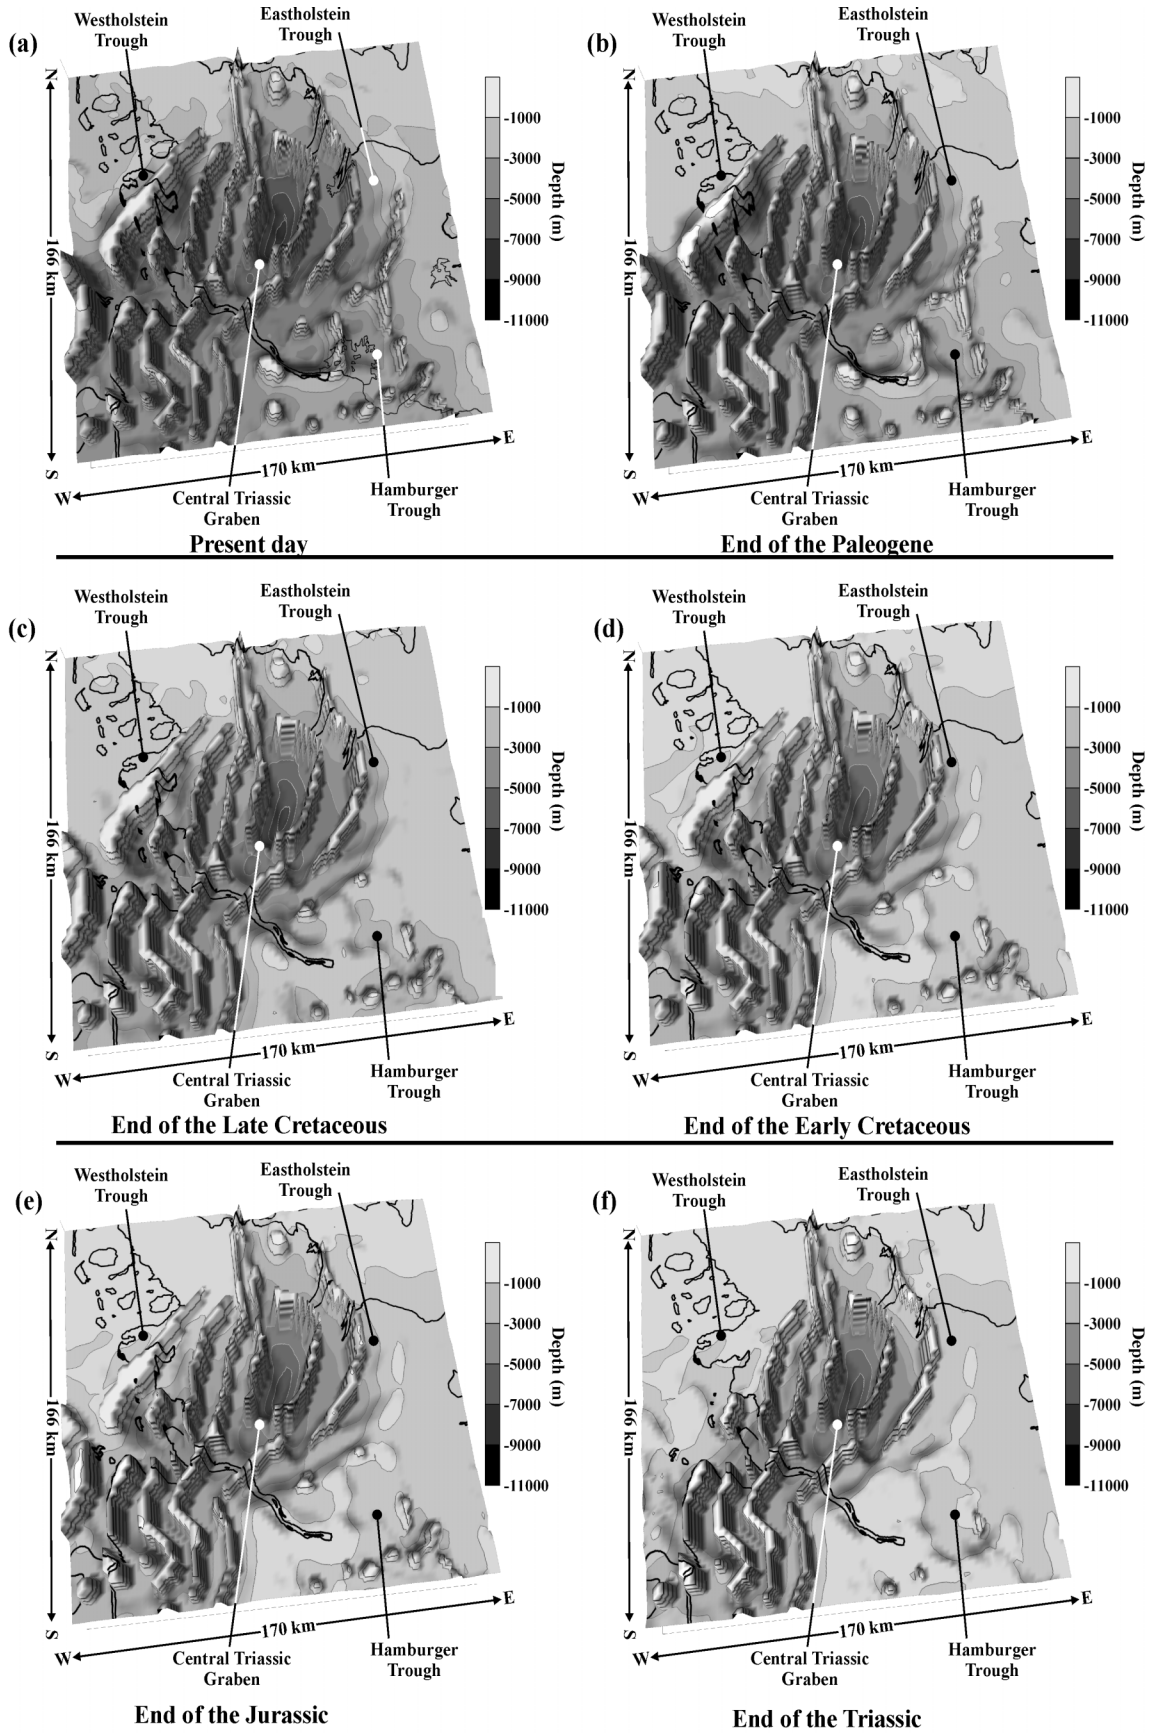 (a)
Westholstein
Trough
Eastholstein
Trough
N
166 km
S
-1000
-3000
-5000
-7000
-9000
-11000
Depth (m)
W
170 km
E
Central Triassic
Graben
Hamburger
Trough
Present day
(b)
Westholstein
Trough
Eastholstein
Trough
N
166 km
S
-1000
-3000
-5000
-7000
-9000
-11000
Depth (m)
W
170 km
E
Central Triassic
Graben
Hamburger
Trough
End of the Paleogene
(c)
Westholstein
Trough
Eastholstein
Trough
N
166 km
S
-1000
-3000
-5000
-7000
-9000
-11000
Depth (m)
W
170 km
E
Central Triassic
Graben
Hamburger
Trough
End of the Late Cretaceous
(d)
Westholstein
Trough
Eastholstein
Trough
N
166 km
S
-1000
-3000
-5000
-7000
-9000
-11000
Depth (m)
W
170 km
E
Central Triassic
Graben
Hamburger
Trough
End of the Early Cretaceous
(e)
Westholstein
Trough
Eastholstein
Trough
N
166 km
S
-1000
-3000
-5000
-7000
-9000
-11000
Depth (m)
W
170 km
E
Central Triassic
Graben
Hamburger
Trough
End of the Jurassic
(f)
Westholstein
Trough
Eastholstein
Trough
N
166 km
S
-1000
-3000
-5000
-7000
-9000
-11000
Depth (m)
W
170 km
E
Central Triassic
Graben
Hamburger
Trough
End of the Triassic